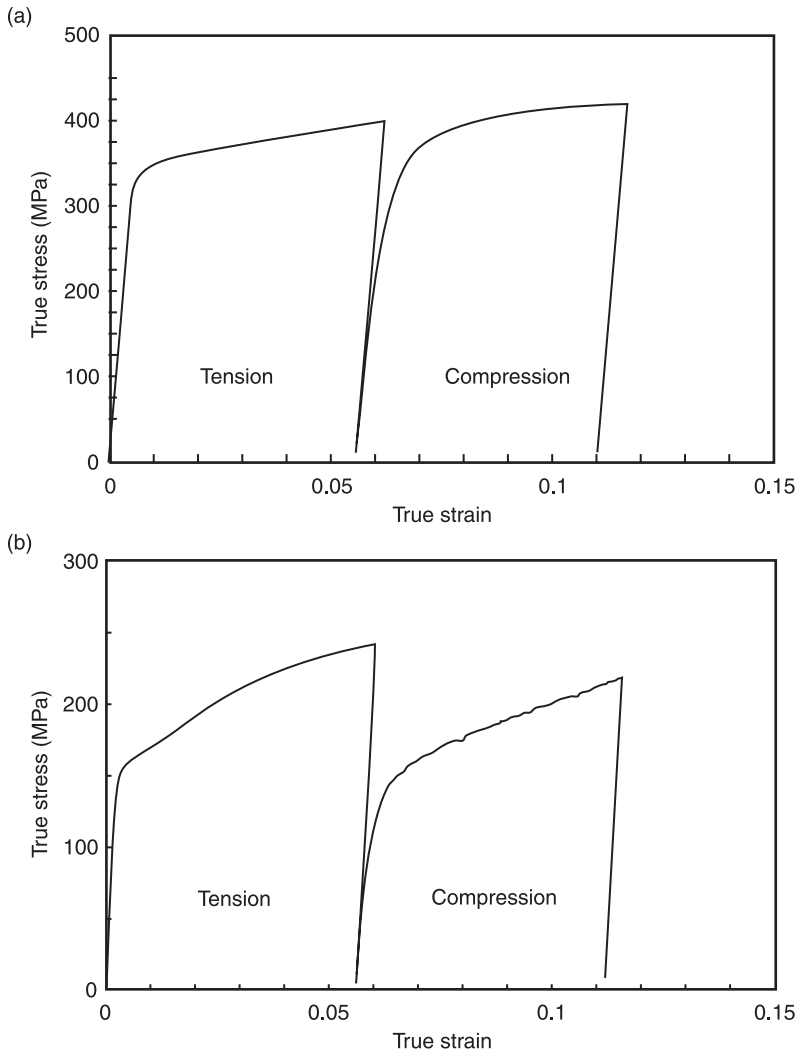 (a)
500
400
300
200
100
0
True stress (MPa)
Tension
Compression
0
0.05
0.1
0.15
True strain
(b)
300
200
100
0
True stress (MPa)
Tension
Compression
0
0.05
0.1
0.15
True strain